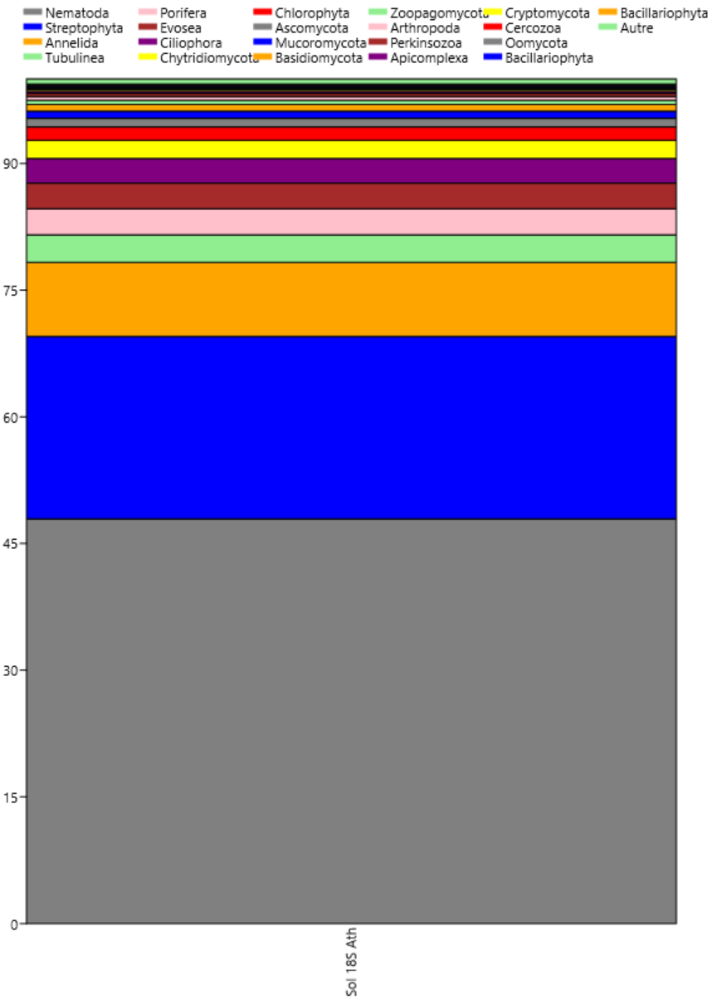 Nematoda Porifera Chlorophyta Zoopagomycota Cryptomycota Bacillariophyta
Streptophyta Evosea Ascomycota Arthropoda Cercozoa Autre
Annelida Ciliophora Mucoromycota Perkinsozoa Oomycota
Tubulinea Chytridiomycota Basidiomycota Apicomplexa Bacillariophyta
90
75
60
45
30
15
0
Sol 18S Ath